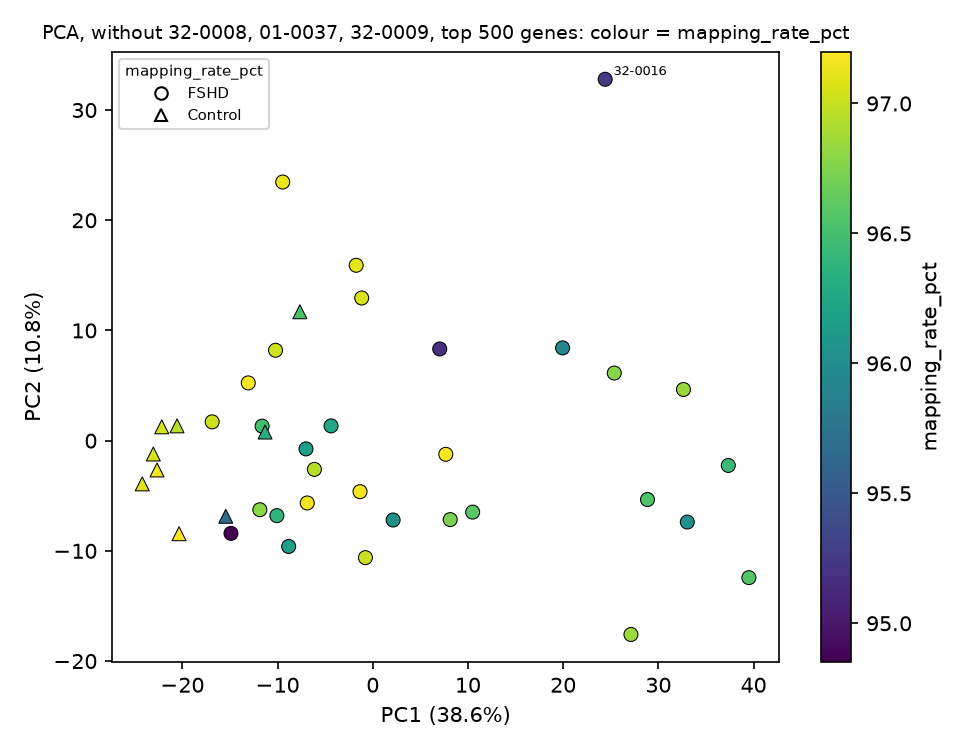 PCA, without 32-0008, 01-0037, 32-0009, top 500 genes: colour = mapping_rate_pct
mapping_rate_pct
FSHD
Control
32-0016
30
20
10
0
−10
−20
PC2 (10.8%)
−20
−10
0
10
20
30
40
PC1 (38.6%)
97.0
96.5
96.0
95.5
95.0
mapping_rate_pct